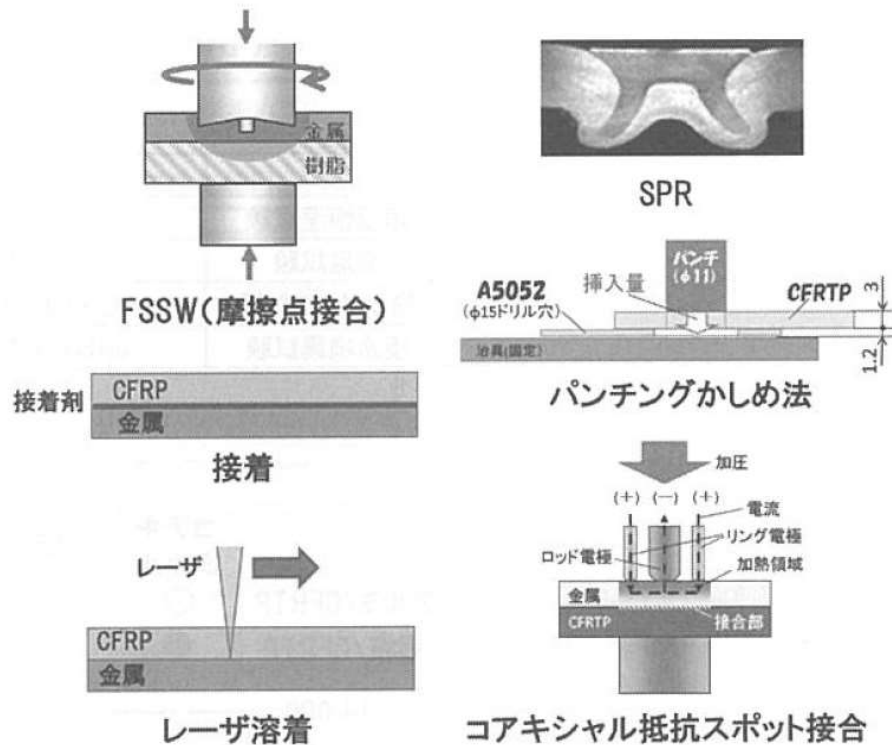 金属
樹脂
FSSW(摩擦点接合)
接着剤
CFRP
金属
接着
レーザ
CFRP
金属
レーザ溶着
SPR
パンチ
(φ11)
A5052
(φ15ドリル穴)
挿入量
CFRTP
3
1.2
治具(固定)
パンチングかしめ法
加圧
(+) (-) (+)
電流
リング電極
ロッド電極
加熱領域
金属
CFRTP
接合部
コアキシャル抵抗スポット接合